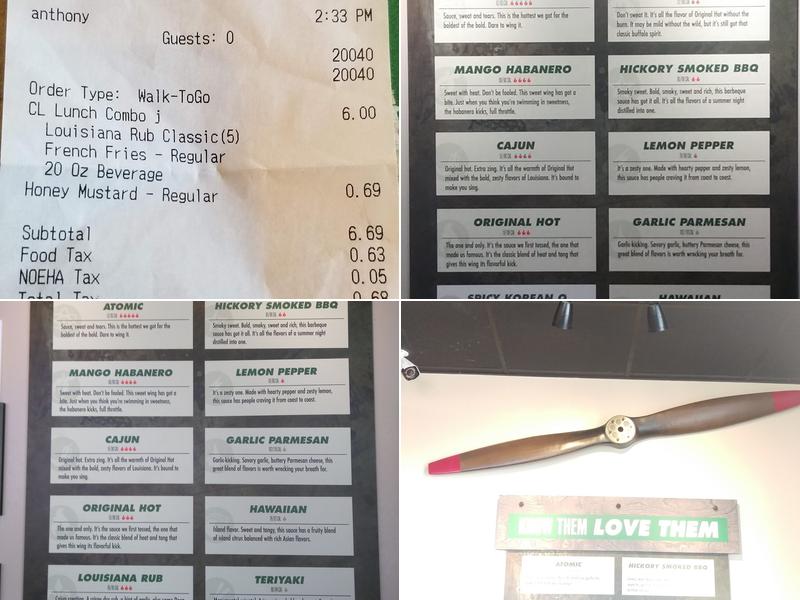 anthony 2:33 PM
Guests: 0
20040
20040
Order Type: Walk-ToGo
CL Lunch Combo j 6.00
Louisiana Rub Classic(5)
French Fries - Regular
20 Oz Beverage
Honey Mustard - Regular 0.69
Subtotal 6.69
Food Tax 0.63
NOEHA Tax 0.05
Total Tax 0.68
Sauce, sweat and tears. This is the hottest we got for the
boldest of the bold. Dare to wing it.
Don't sweat it. It's all the flavor of Original Hot without the
burn. It may be mild without the wild, but it's still got that
classic buffalo spirit.
MANGO HABANERO
Sweet with heat. Don't be fooled. This sweet wing has got a
bite. Just when you think you're swimming in sweetness,
the habanero kicks, full throttle.
HICKORY SMOKED BBQ
Smoky sweet. Bold, smoky, sweet and rich, this barbeque
sauce has got it all. It's all the flavors of a summer night
distilled into one.
CAJUN
Original hot. Extra zing. It's all the warmth of Original Hot
mixed with the bold, zesty flavors of Louisiana. It's bound to
make you sing.
LEMON PEPPER
It's a zesty one. Made with hearty pepper and zesty lemon,
this sauce has people craving it from coast to coast.
ORIGINAL HOT
The one and only. It's the sauce we first tossed, the one that
made us famous. It's the classic blend of heat and tang that
gives this wing its flavorful kick.
GARLIC PARMESAN
Garlic-kicking. Savory garlic, buttery Parmesan cheese, this
great blend of flavors is worth wrecking your breath for.
SPICY KOREAN Q
HAWAIIAN
ATOMIC
Sauce, sweat and tears. This is the hottest we got for the
boldest of the bold. Dare to wing it.
HICKORY SMOKED BBQ
Smoky sweet. Bold, smoky, sweet and rich, this barbeque
sauce has got it all. It's all the flavors of a summer night
distilled into one.
MANGO HABANERO
Sweet with heat. Don't be fooled. This sweet wing has got a
bite. Just when you think you're swimming in sweetness,
the habanero kicks, full throttle.
LEMON PEPPER
It's a zesty one. Made with hearty pepper and zesty lemon,
this sauce has people craving it from coast to coast.
CAJUN
Original hot. Extra zing. It's all the warmth of Original Hot
mixed with the bold, zesty flavors of Louisiana. It's bound to
make you sing.
GARLIC PARMESAN
Garlic-kicking. Savory garlic, buttery Parmesan cheese, this
great blend of flavors is worth wrecking your breath for.
ORIGINAL HOT
The one and only. It's the sauce we first tossed, the one that
made us famous. It's the classic blend of heat and tang that
gives this wing its flavorful kick.
HAWAIIAN
Island flavor. Sweet and tangy, this sauce has a fruity blend
of island citrus balanced with rich Asian flavors.
LOUISIANA RUB
TERIYAKI
KNOW THEM LOVE THEM
ATOMIC
HICKORY SMOKED BBQ